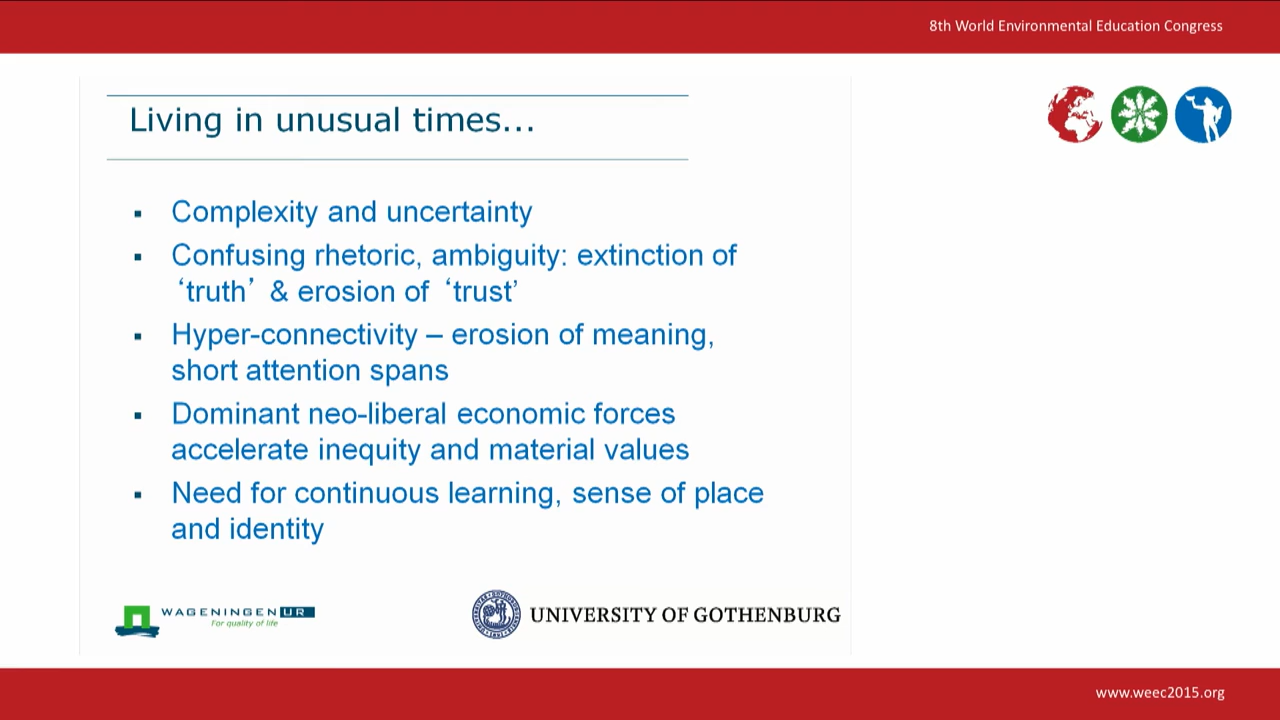 8th World Environmental Education Congress
Living in unusual times...
▪ Complexity and uncertainty
▪ Confusing rhetoric, ambiguity: extinction of
‘truth’ & erosion of ‘trust’
▪ Hyper-connectivity – erosion of meaning,
short attention spans
▪ Dominant neo-liberal economic forces
accelerate inequity and material values
▪ Need for continuous learning, sense of place
and identity
WAGENINGEN UR
For quality of life
UNIVERSITY OF GOTHENBURG
www.weec2015.org